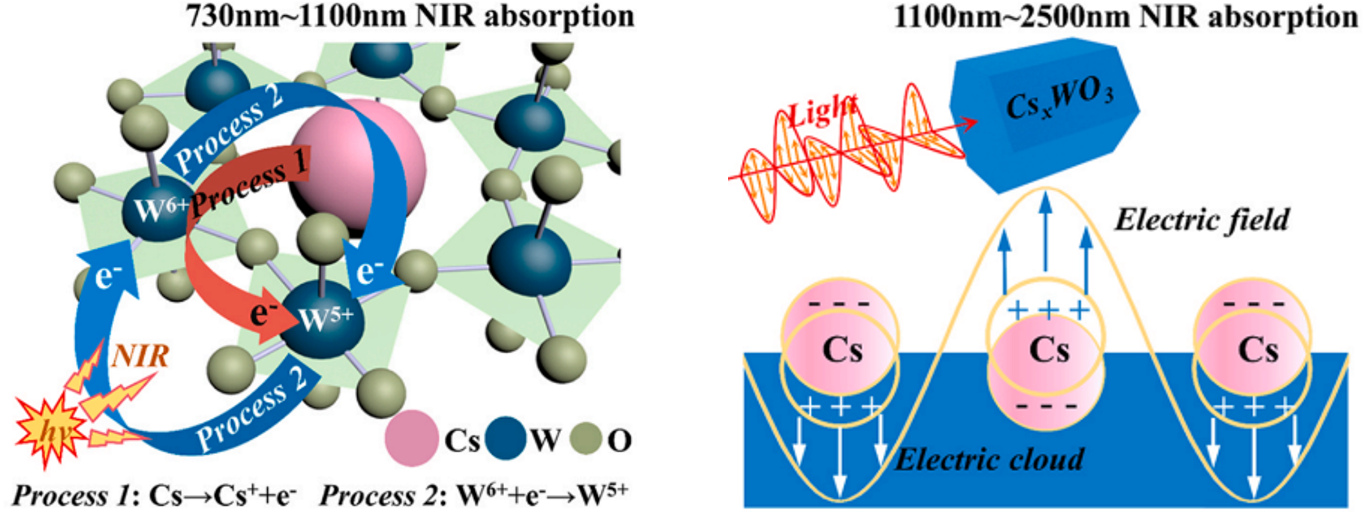 730nm~1100nm NIR absorption
Process 2
Process 1
W⁶⁺
e⁻
e⁻
e⁻
W⁵⁺
NIR
hν
Process 2
Cs W O
Process 1: Cs→Cs⁺+e⁻ Process 2: W⁶⁺+e⁻→W⁵⁺
1100nm~2500nm NIR absorption
Light
CsₓWO₃
Electric field
- - - + + + - - -
Cs Cs Cs
+ + + - - - + + +
Electric cloud